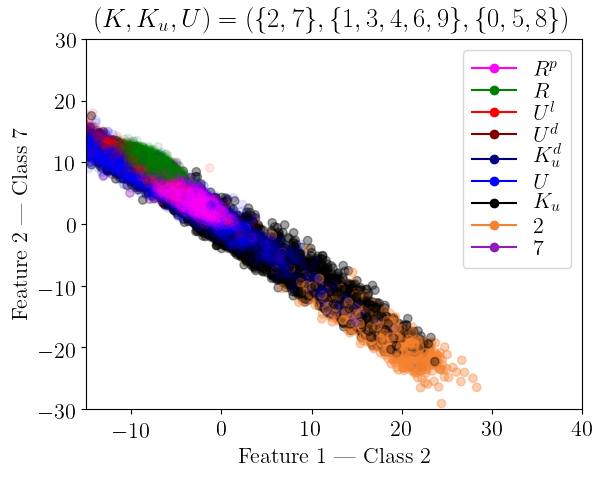 (K, K_u, U) = ({2, 7}, {1, 3, 4, 6, 9}, {0, 5, 8})
30
20
10
0
−10
−20
−30
Feature 2 — Class 7
R^p
R
U^l
U^d
K_u^d
U
K_u
2
7
−10
0
10
20
30
40
Feature 1 — Class 2